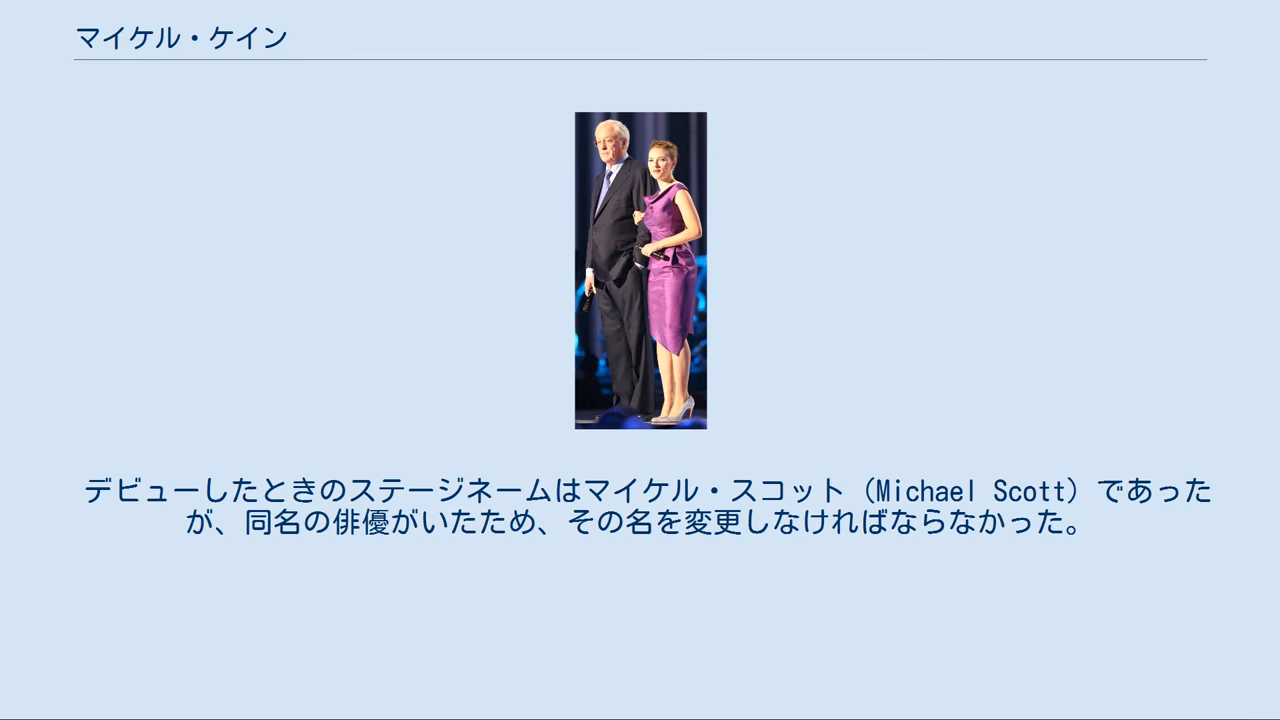 マイケル・ケイン
デビューしたときのステージネームはマイケル・スコット（Michael Scott）であった
が、同名の俳優がいたため、その名を変更しなければならなかった。